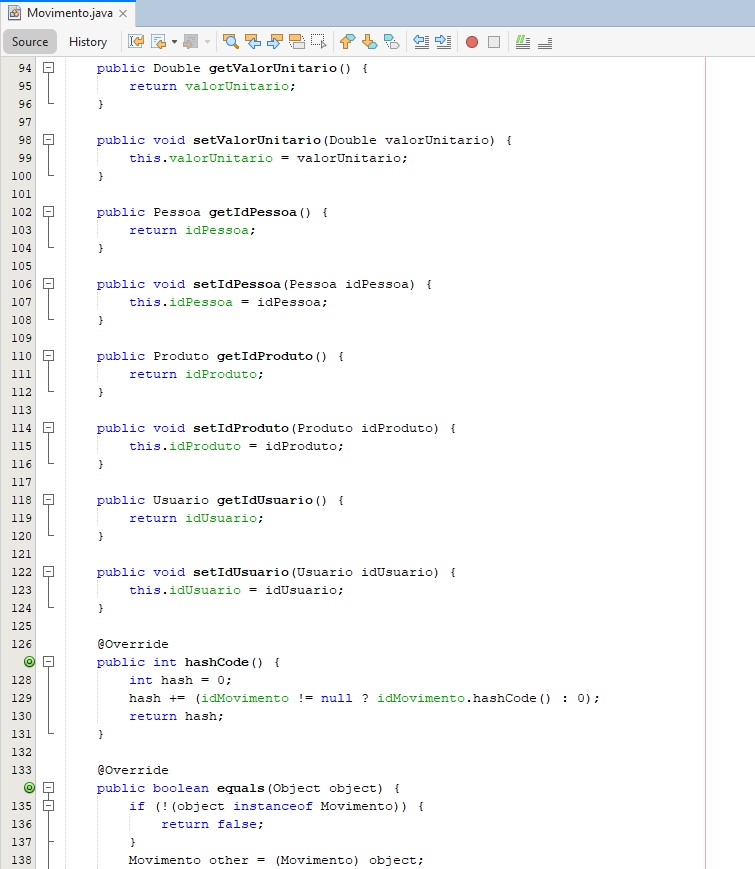 Movimento.java
Source History
94 public Double getValorUnitario() {
95 return valorUnitario;
96 }
97
98 public void setValorUnitario(Double valorUnitario) {
99 this.valorUnitario = valorUnitario;
100 }
101
102 public Pessoa getIdPessoa() {
103 return idPessoa;
104 }
105
106 public void setIdPessoa(Pessoa idPessoa) {
107 this.idPessoa = idPessoa;
108 }
109
110 public Produto getIdProduto() {
111 return idProduto;
112 }
113
114 public void setIdProduto(Produto idProduto) {
115 this.idProduto = idProduto;
116 }
117
118 public Usuario getIdUsuario() {
119 return idUsuario;
120 }
121
122 public void setIdUsuario(Usuario idUsuario) {
123 this.idUsuario = idUsuario;
124 }
125
126 @Override
public int hashCode() {
128 int hash = 0;
129 hash += (idMovimento != null ? idMovimento.hashCode() : 0);
130 return hash;
131 }
132
133 @Override
public boolean equals(Object object) {
135 if (!(object instanceof Movimento)) {
136 return false;
137 }
138 Movimento other = (Movimento) object;